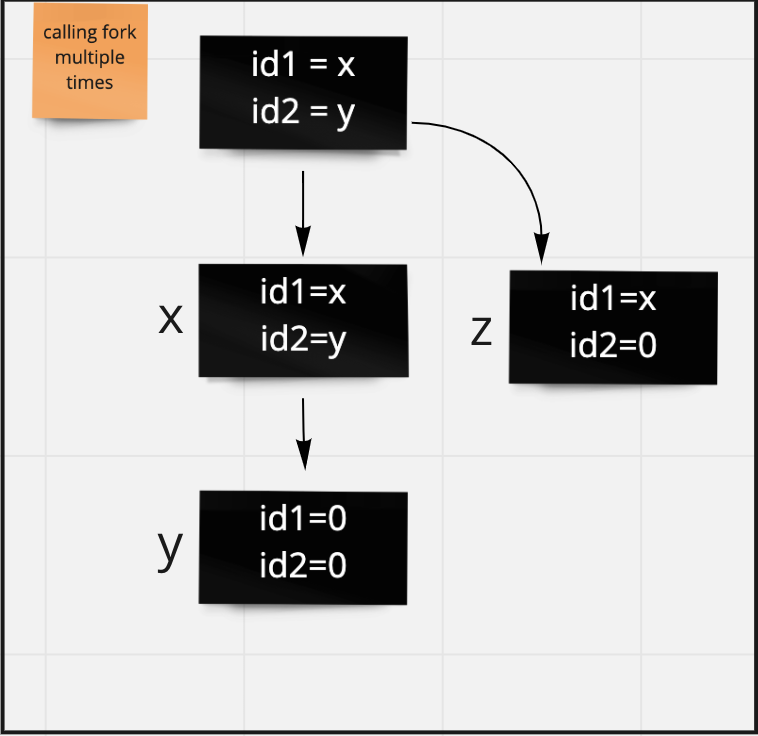 calling fork
multiple
times
id1 = x
id2 = y
x
id1=x
id2=y
z
id1=x
id2=0
y
id1=0
id2=0